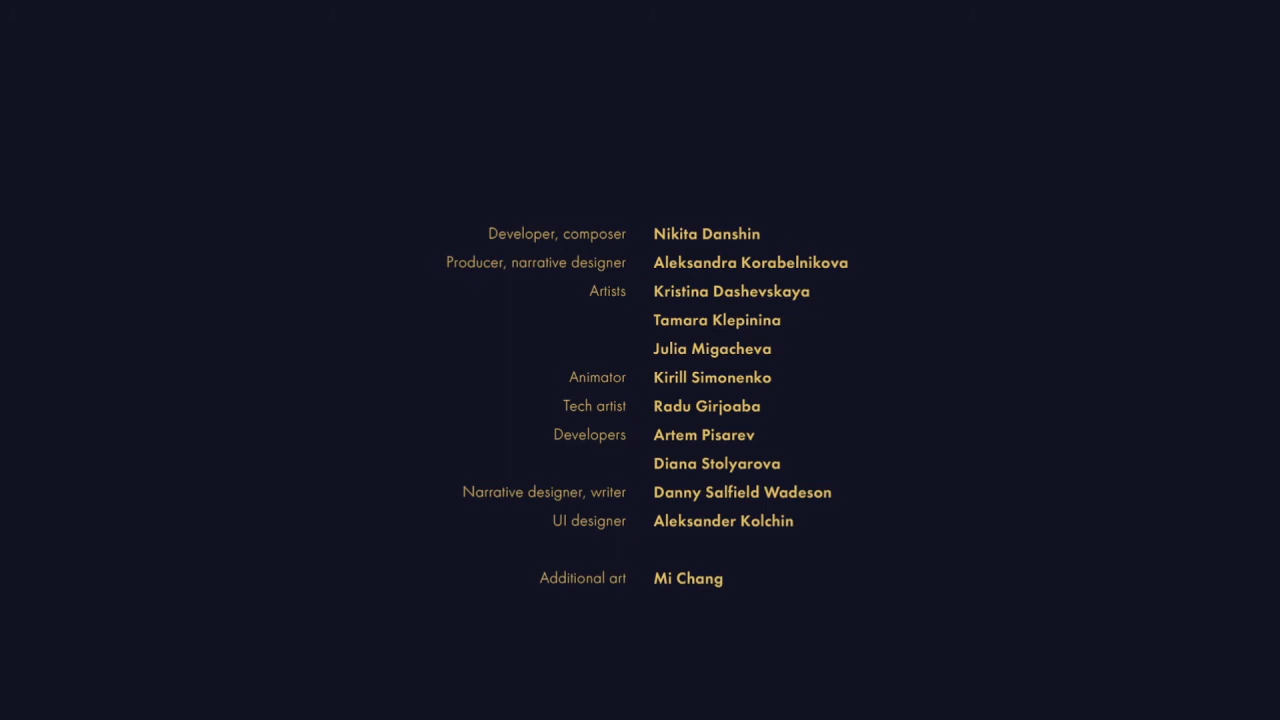 Developer, composer Nikita Danshin
Producer, narrative designer Aleksandra Korabelnikova
Artists Kristina Dashevskaya
Tamara Klepinina
Julia Migacheva
Animator Kirill Simonenko
Tech artist Radu Girjoaba
Developers Artem Pisarev
Diana Stolyarova
Narrative designer, writer Danny Salfield Wadeson
UI designer Aleksander Kolchin
Additional art Mi Chang